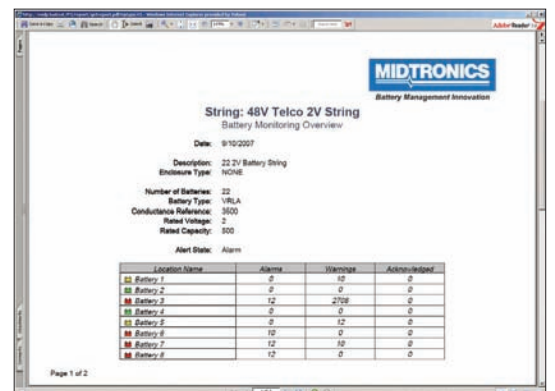 MIDTRONICS
Battery Management Innovation
String: 48V Telco 2V String
Battery Monitoring Overview
Date: 9/10/2007
Description: 22 2V Battery String
Enclosure Type: NONE
Number of Batteries: 22
Battery Type: VRLA
Conductance Reference: 3500
Rated Voltage: 2
Rated Capacity: 500
Alert State: Alarm
Location Name Alarms Warnings Acknowledged
Battery 1 0 10 0
Battery 2 0 0 0
Battery 3 12 2708 0
Battery 4 0 0 0
Battery 5 0 12 0
Battery 6 10 0 0
Battery 7 12 10 0
Battery 8 12 0 0
Page 1 of 2